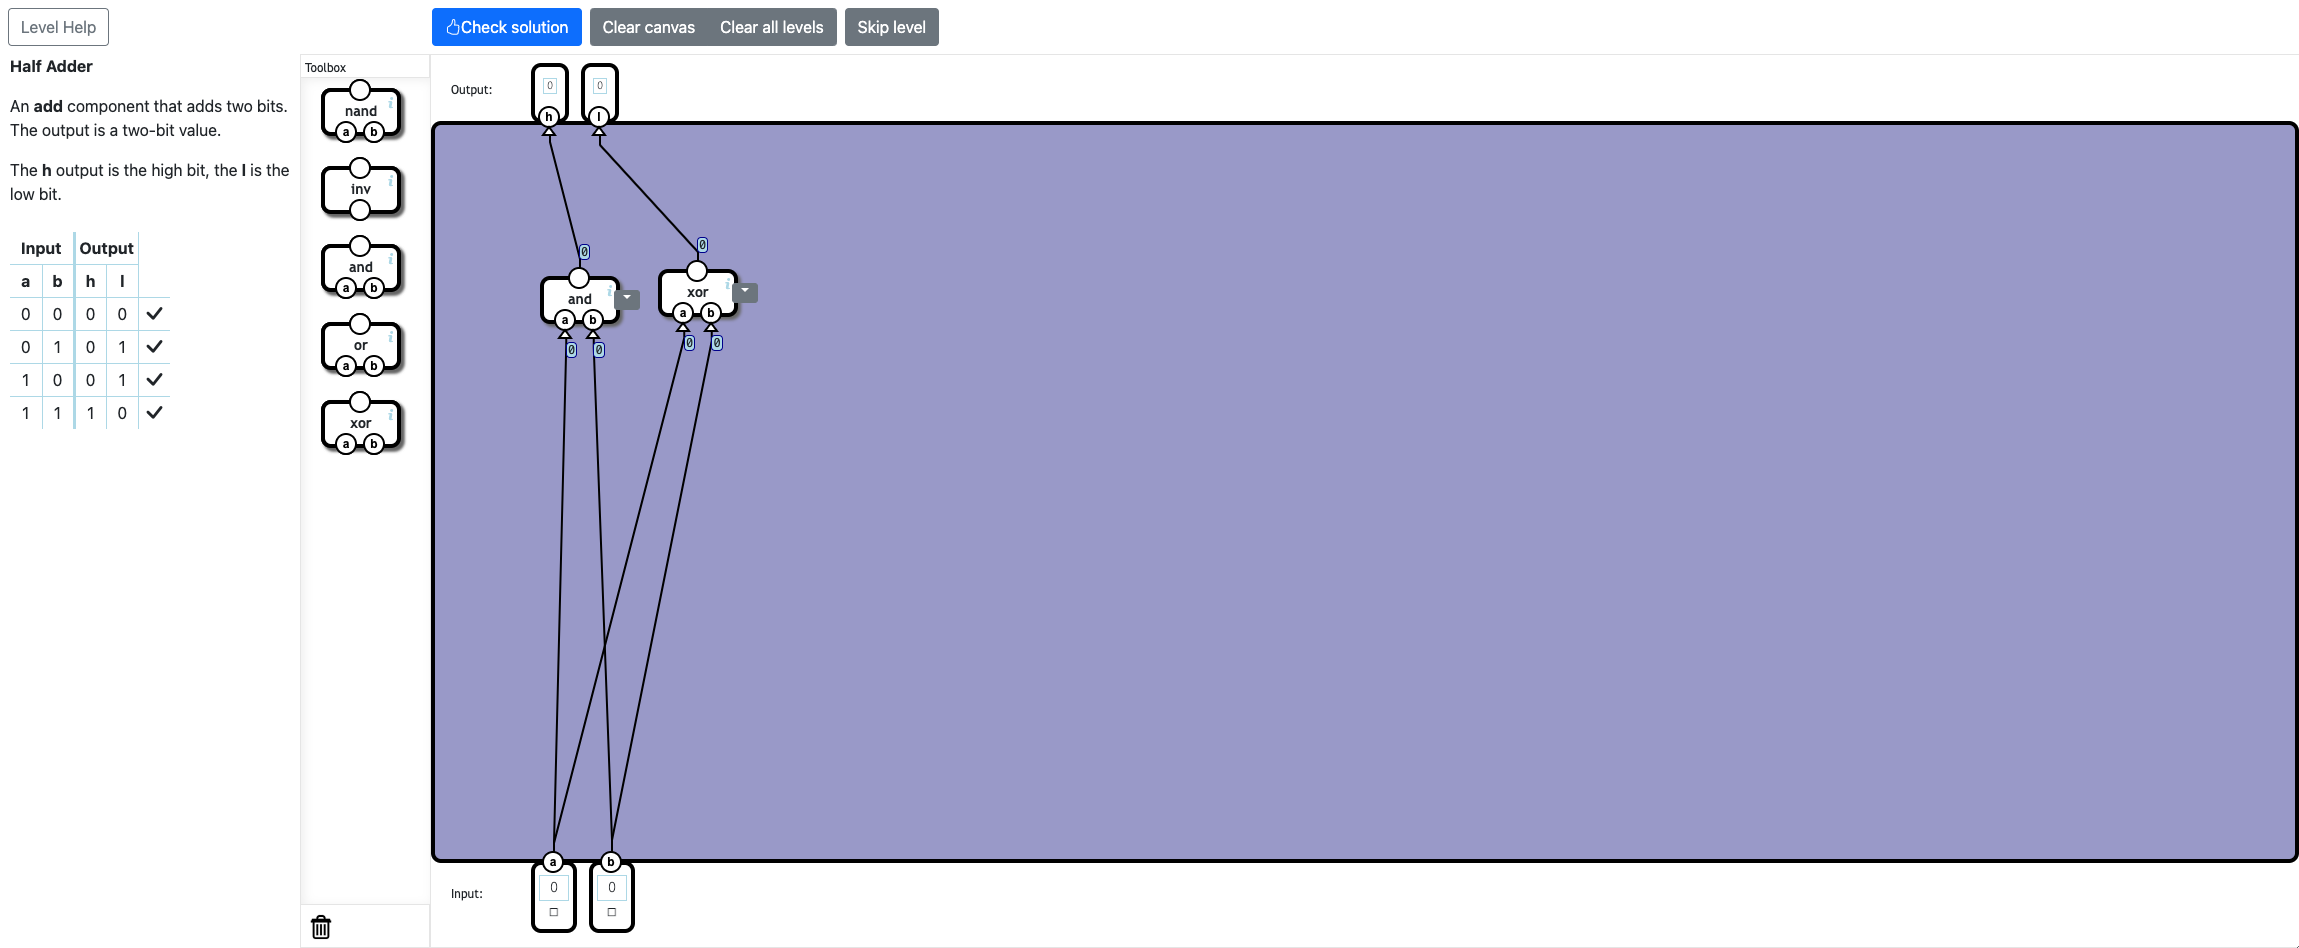 Level Help
Check solution
Clear canvas
Clear all levels
Skip level
Half Adder
An add component that adds two bits.
The output is a two-bit value.
The h output is the high bit, the l is the
low bit.
Input Output
a b h l
0 0 0 0
0 1 0 1
1 0 0 1
1 1 1 0
Toolbox
nand
a b
inv
and
a b
or
a b
xor
a b
Output:
0 0
h l
0 0
and
a b
0 0
xor
a b
0 0
a b
Input:
0 0